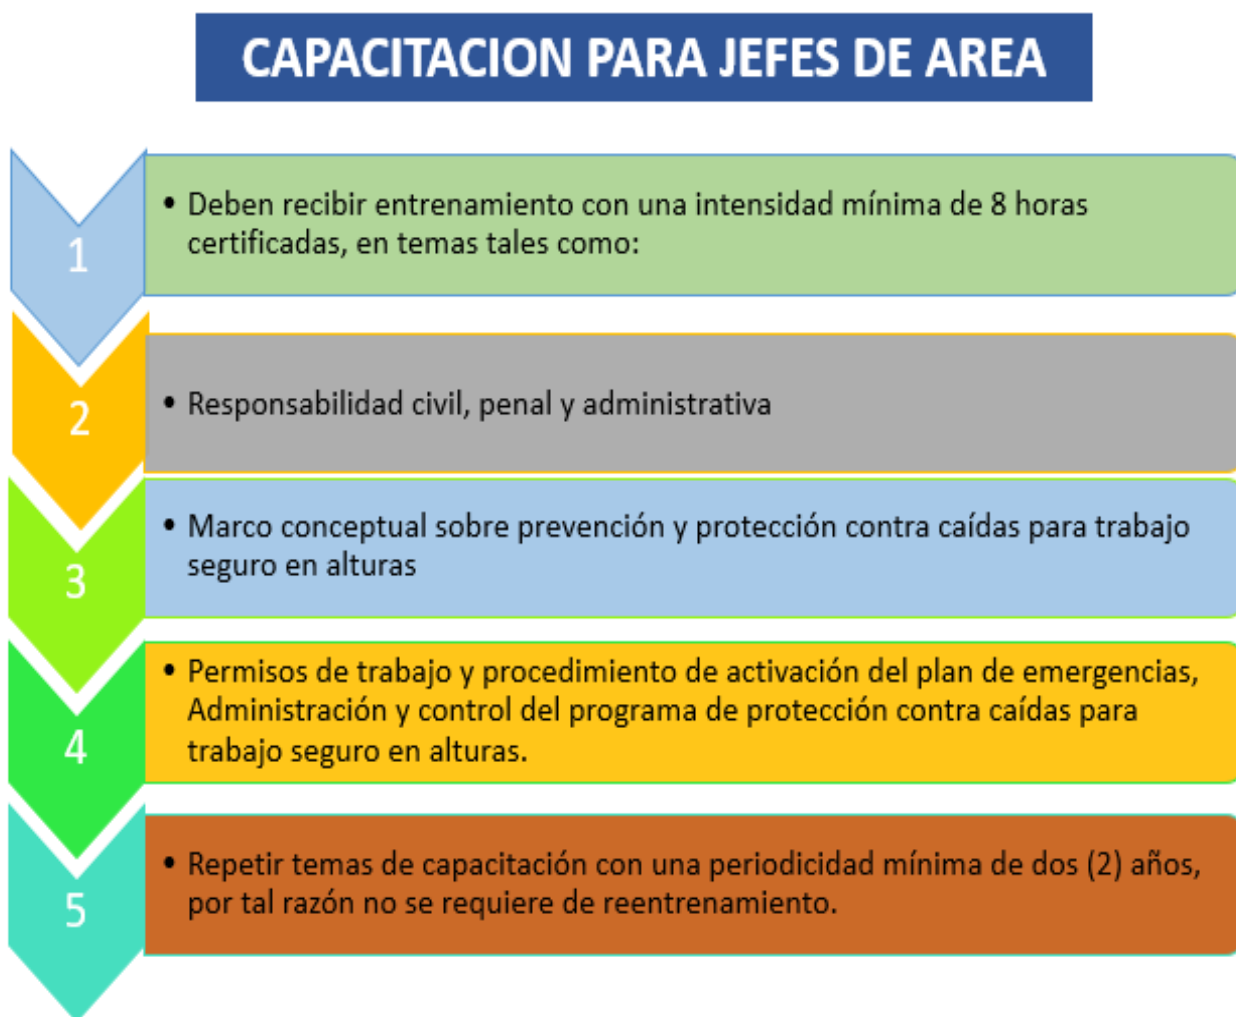 CAPACITACION PARA JEFES DE AREA
1
• Deben recibir entrenamiento con una intensidad mínima de 8 horas
certificadas, en temas tales como:
2
• Responsabilidad civil, penal y administrativa
3
• Marco conceptual sobre prevención y protección contra caídas para trabajo
seguro en alturas
4
• Permisos de trabajo y procedimiento de activación del plan de emergencias,
Administración y control del programa de protección contra caídas para
trabajo seguro en alturas.
5
• Repetir temas de capacitación con una periodicidad mínima de dos (2) años,
por tal razón no se requiere de reentrenamiento.